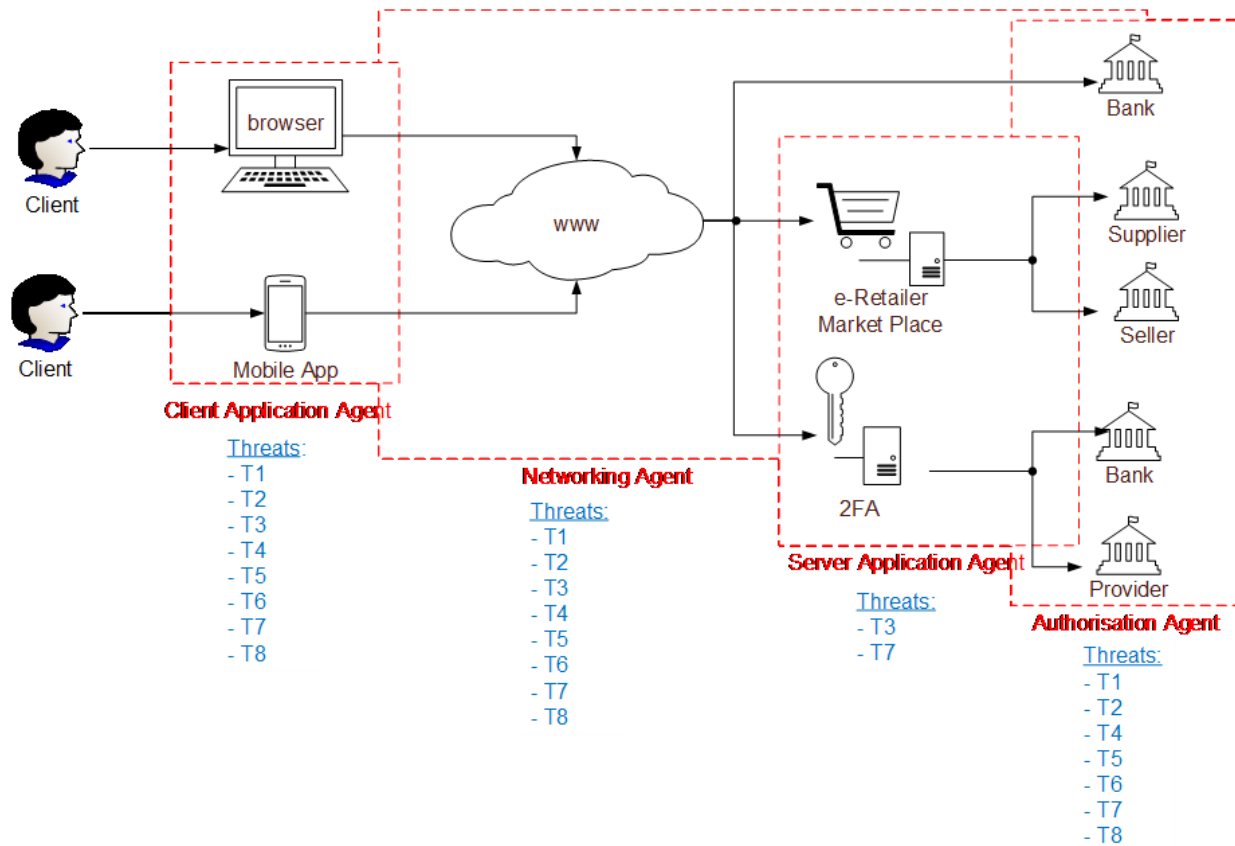 browser
Client
Client
Mobile App
Client Application Agent
Threats:
- T1
- T2
- T3
- T4
- T5
- T6
- T7
- T8
www
Networking Agent
Threats:
- T1
- T2
- T3
- T4
- T5
- T6
- T7
- T8
e-Retailer
Market Place
2FA
Server Application Agent
Threats:
- T3
- T7
Bank
Supplier
Seller
Bank
Provider
Authorisation Agent
Threats:
- T1
- T2
- T4
- T5
- T6
- T7
- T8